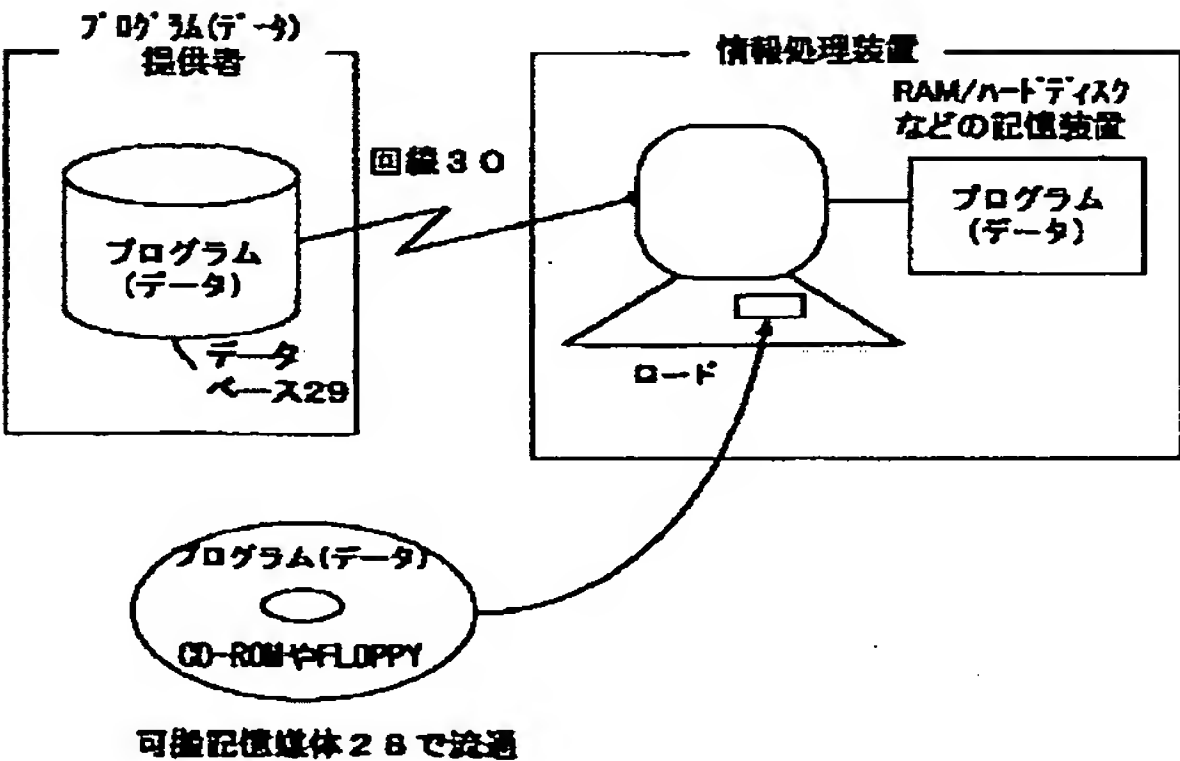 ﾌﾟﾛｸﾞﾗﾑ(ﾃﾞｰﾀ)
提供者
プログラム
(データ)
データ
ベース29
回線30
情報処理装置
RAM/ﾊｰﾄﾞﾃﾞｨｽｸ
などの記憶装置
プログラム
(データ)
ロード
プログラム(データ)
CD-ROMやFLOPPY
可搬記憶媒体28で流通